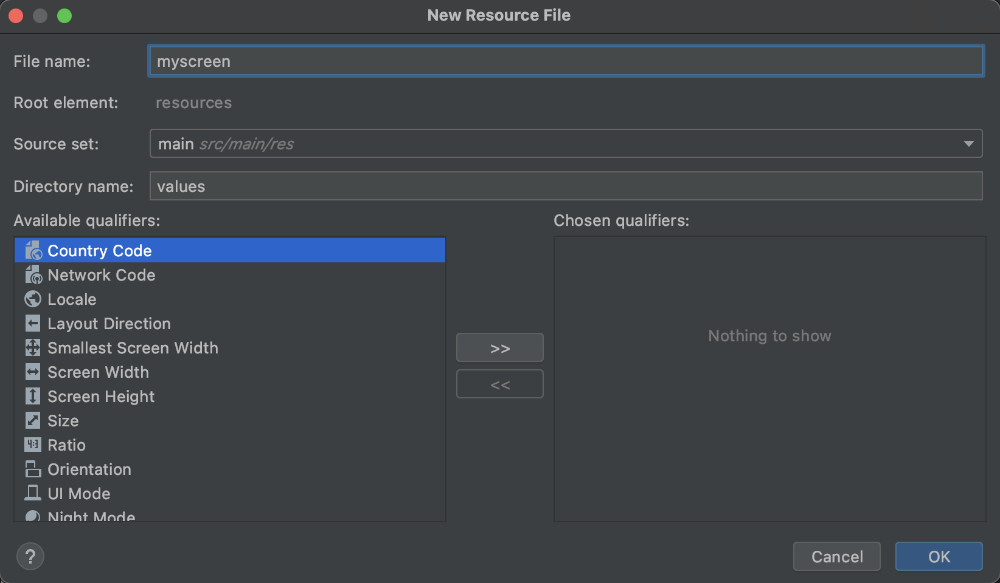 New Resource File
File name: myscreen
Root element: resources
Source set: main src/main/res
Directory name: values
Available qualifiers:
Chosen qualifiers:
Country Code
Network Code
Locale
Layout Direction
Smallest Screen Width
Screen Width
Screen Height
Size
4:3 Ratio
Orientation
UI Mode
Night Mode
>>
<<
Nothing to show
? Cancel OK